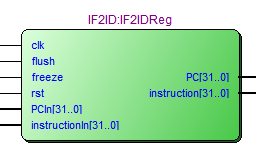 IF2ID:IF2IDReg
clk
flush
freeze
rst
PCIn[31..0]
instructionIn[31..0]
PC[31..0]
instruction[31..0]